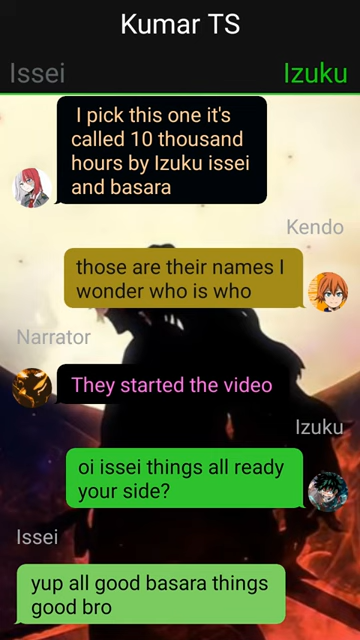 Kumar TS
Issei
Izuku
I pick this one it's
called 10 thousand
hours by Izuku issei
and basara
Kendo
those are their names I
wonder who is who
Narrator
They started the video
Izuku
oi issei things all ready
your side?
Issei
yup all good basara things
good bro